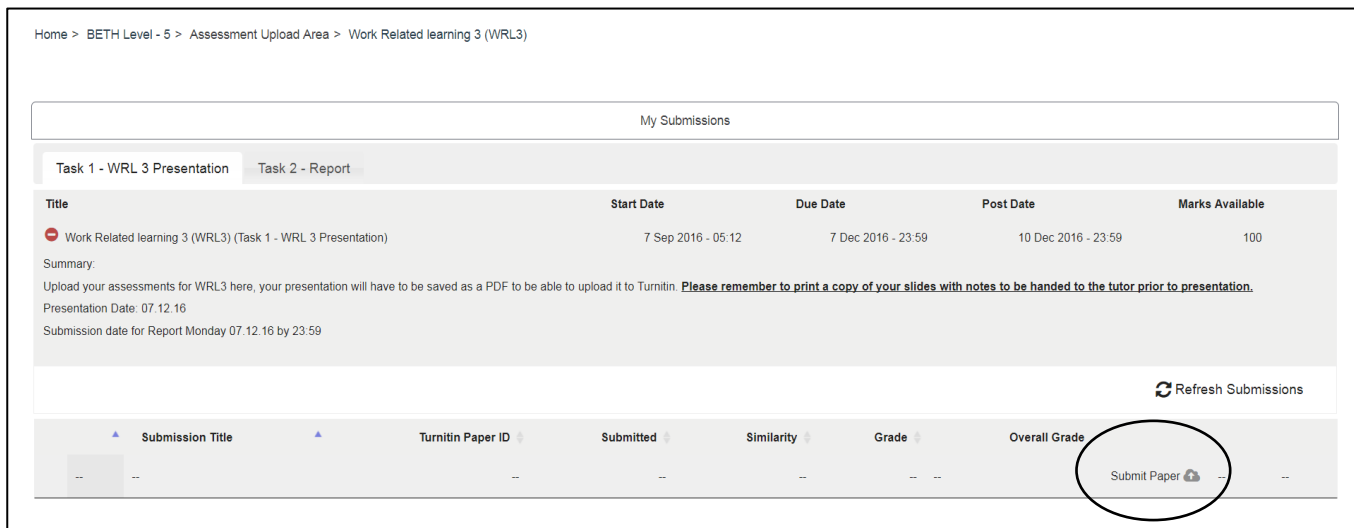 Home > BETH Level - 5 > Assessment Upload Area > Work Related learning 3 (WRL3)
My Submissions
Task 1 - WRL 3 Presentation Task 2 - Report
Title Start Date Due Date Post Date Marks Available
Work Related learning 3 (WRL3) (Task 1 - WRL 3 Presentation) 7 Sep 2016 - 05:12 7 Dec 2016 - 23:59 10 Dec 2016 - 23:59 100
Summary:
Upload your assessments for WRL3 here, your presentation will have to be saved as a PDF to be able to upload it to Turnitin. Please remember to print a copy of your slides with notes to be handed to the tutor prior to presentation.
Presentation Date: 07.12.16
Submission date for Report Monday 07.12.16 by 23:59
Refresh Submissions
Submission Title Turnitin Paper ID Submitted Similarity Grade Overall Grade
-- -- -- -- -- -- -- Submit Paper -- --